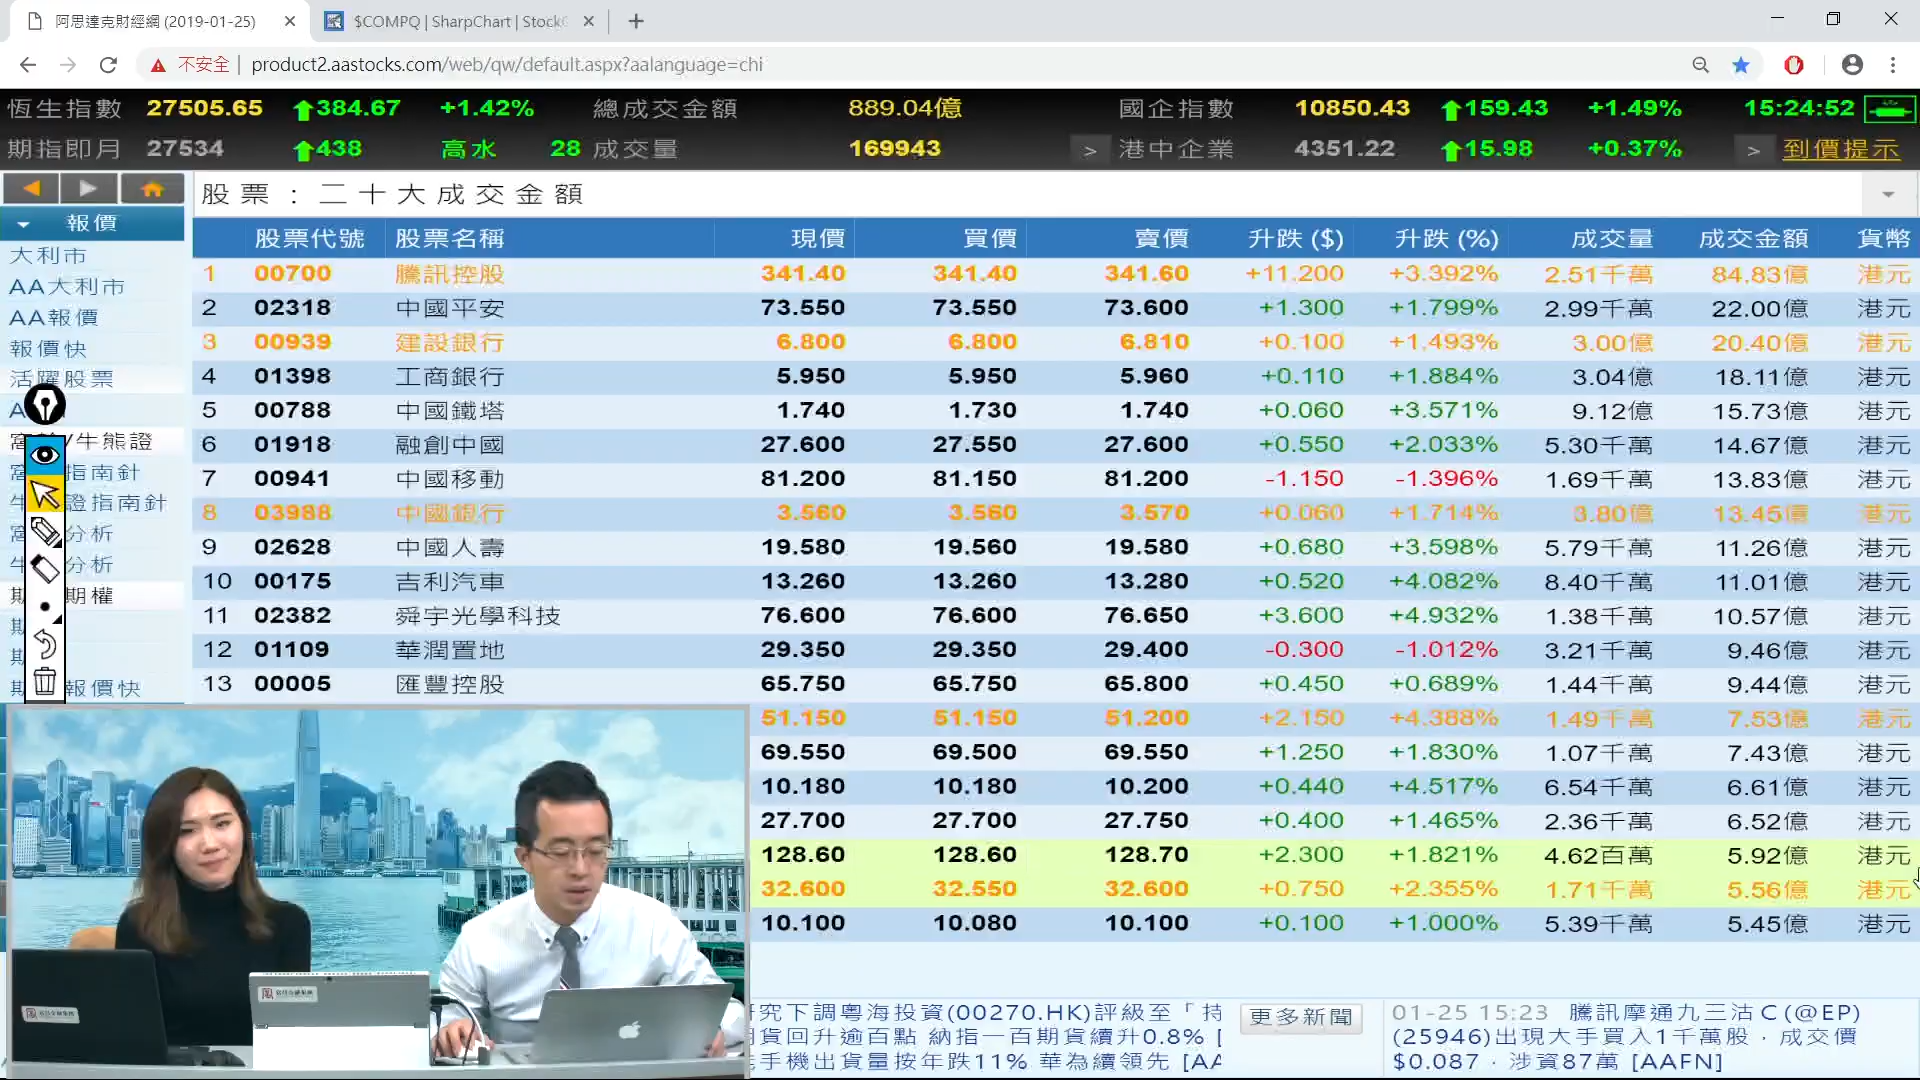 阿思達克財經網 (2019-01-25)
$COMPQ | SharpChart | Stock
不安全 | product2.aastocks.com/web/qw/default.aspx?aalanguage=chi
恆生指數 27505.65 384.67 +1.42% 總成交金額 889.04億 國企指數 10850.43 159.43 +1.49% 15:24:52
期指即月 27534 438 高水 28 成交量 169943 > 港中企業 4351.22 15.98 +0.37% > 到價提示
股票：二十大成交金額
報價
大利市
AA大利市
AA報價
報價快
活躍股票
牛熊證
指南針
證指南針
分析
分析
期權
報價快
股票代號 股票名稱 現價 買價 賣價 升跌 ($) 升跌 (%) 成交量 成交金額 貨幣
1 00700 騰訊控股 341.40 341.40 341.60 +11.200 +3.392% 2.51千萬 84.83億 港元
2 02318 中國平安 73.550 73.550 73.600 +1.300 +1.799% 2.99千萬 22.00億 港元
3 00939 建設銀行 6.800 6.800 6.810 +0.100 +1.493% 3.00億 20.40億 港元
4 01398 工商銀行 5.950 5.950 5.960 +0.110 +1.884% 3.04億 18.11億 港元
5 00788 中國鐵塔 1.740 1.730 1.740 +0.060 +3.571% 9.12億 15.73億 港元
6 01918 融創中國 27.600 27.550 27.600 +0.550 +2.033% 5.30千萬 14.67億 港元
7 00941 中國移動 81.200 81.150 81.200 -1.150 -1.396% 1.69千萬 13.83億 港元
8 03988 中國銀行 3.560 3.560 3.570 +0.060 +1.714% 3.80億 13.45億 港元
9 02628 中國人壽 19.580 19.560 19.580 +0.680 +3.598% 5.79千萬 11.26億 港元
10 00175 吉利汽車 13.260 13.260 13.280 +0.520 +4.082% 8.40千萬 11.01億 港元
11 02382 舜宇光學科技 76.600 76.600 76.650 +3.600 +4.932% 1.38千萬 10.57億 港元
12 01109 華潤置地 29.350 29.350 29.400 -0.300 -1.012% 3.21千萬 9.46億 港元
13 00005 匯豐控股 65.750 65.750 65.800 +0.450 +0.689% 1.44千萬 9.44億 港元
51.150 51.150 51.200 +2.150 +4.388% 1.49千萬 7.53億 港元
69.550 69.500 69.550 +1.250 +1.830% 1.07千萬 7.43億 港元
10.180 10.180 10.200 +0.440 +4.517% 6.54千萬 6.61億 港元
27.700 27.700 27.750 +0.400 +1.465% 2.36千萬 6.52億 港元
128.60 128.60 128.70 +2.300 +1.821% 4.62百萬 5.92億 港元
32.600 32.550 32.600 +0.750 +2.355% 1.71千萬 5.56億 港元
10.100 10.080 10.100 +0.100 +1.000% 5.39千萬 5.45億 港元
究下調粵海投資(00270.HK)評級至「持
貨回升逾百點 納指一百期貨續升0.8% [
手機出貨量按年跌11% 華為續領先 [AA
更多新聞
01-25 15:23 騰訊摩通九三沽Ｃ(@EP)
(25946)出現大手買入1千萬股，成交價
$0.087，涉資87萬 [AAFN]